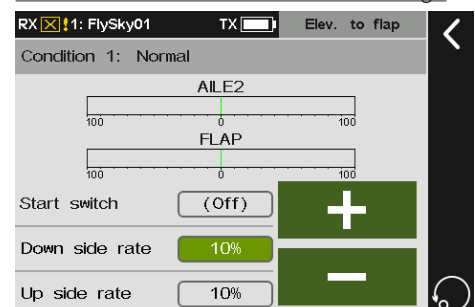 RX !1: FlySky01 TX Elev. to flap
Condition 1: Normal
AILE2
100 0 100
FLAP
100 0 100
Start switch (Off)
+
Down side rate 10%
−
Up side rate 10%